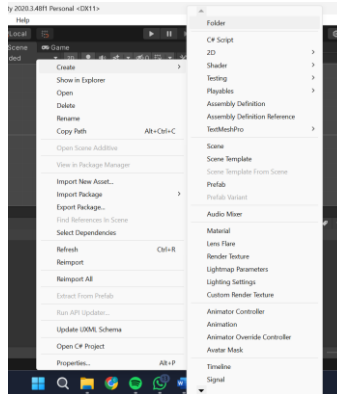 ity 2020.3.48f1 Personal <DX11>
Help
Local
Scene
Game
ded
Create
Show in Explorer
Open
Delete
Rename
Copy Path Alt+Ctrl+C
Open Scene Additive
View in Package Manager
Import New Asset...
Import Package
Export Package...
Find References In Scene
Select Dependencies
Refresh Ctrl+R
Reimport
Reimport All
Extract From Prefab
Run API Updater...
Update UXML Schema
Open C# Project
Properties... Alt+P
Folder
C# Script
2D
Shader
Testing
Playables
Assembly Definition
Assembly Definition Reference
TextMeshPro
Scene
Scene Template
Scene Template From Scene
Prefab
Prefab Variant
Audio Mixer
Material
Lens Flare
Render Texture
Lightmap Parameters
Lighting Settings
Custom Render Texture
Animator Controller
Animation
Animator Override Controller
Avatar Mask
Timeline
Signal